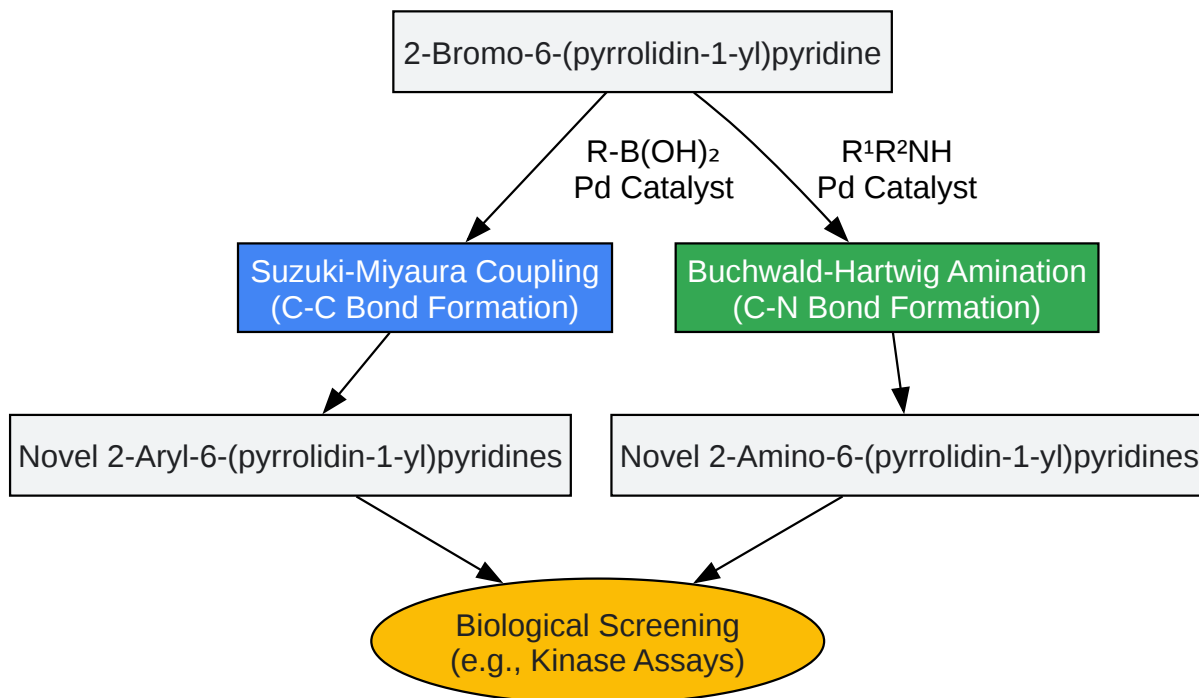 2-Bromo-6-(pyrrolidin-1-yl)pyridine
R-B(OH)₂
Pd Catalyst
R¹R²NH
Pd Catalyst
Suzuki-Miyaura Coupling
(C-C Bond Formation)
Buchwald-Hartwig Amination
(C-N Bond Formation)
Novel 2-Aryl-6-(pyrrolidin-1-yl)pyridines
Novel 2-Amino-6-(pyrrolidin-1-yl)pyridines
Biological Screening
(e.g., Kinase Assays)